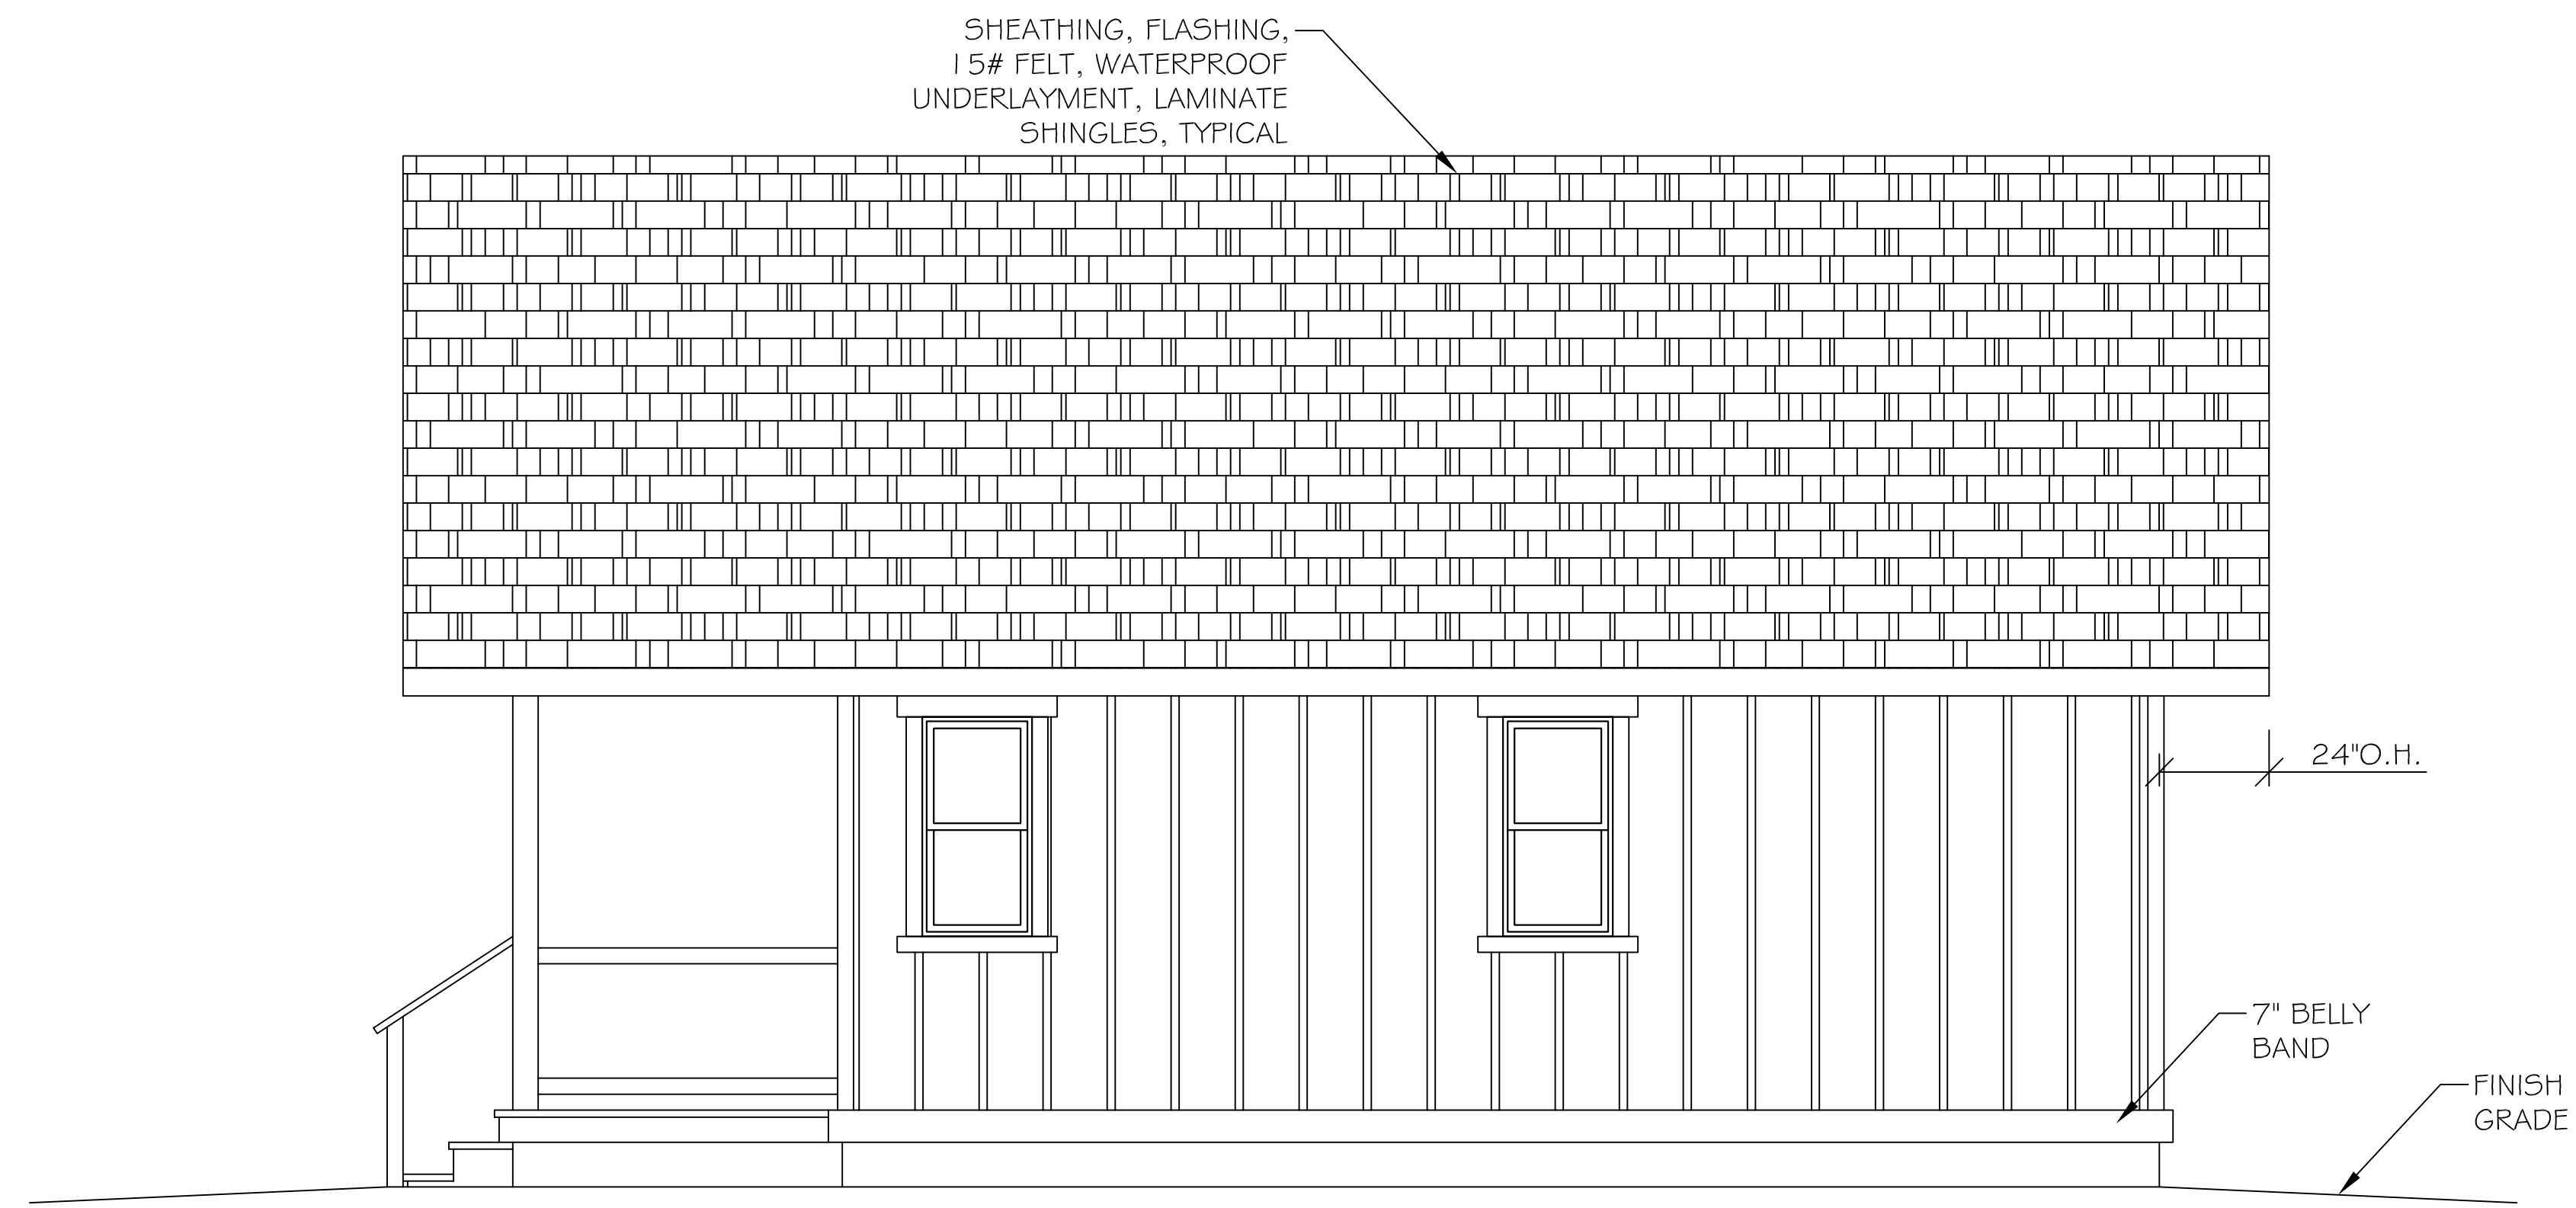 SHEATHING, FLASHING,
15# FELT, WATERPROOF
UNDERLAYMENT, LAMINATE
SHINGLES, TYPICAL
24"O.H.
7" BELLY
BAND
FINISH
GRADE